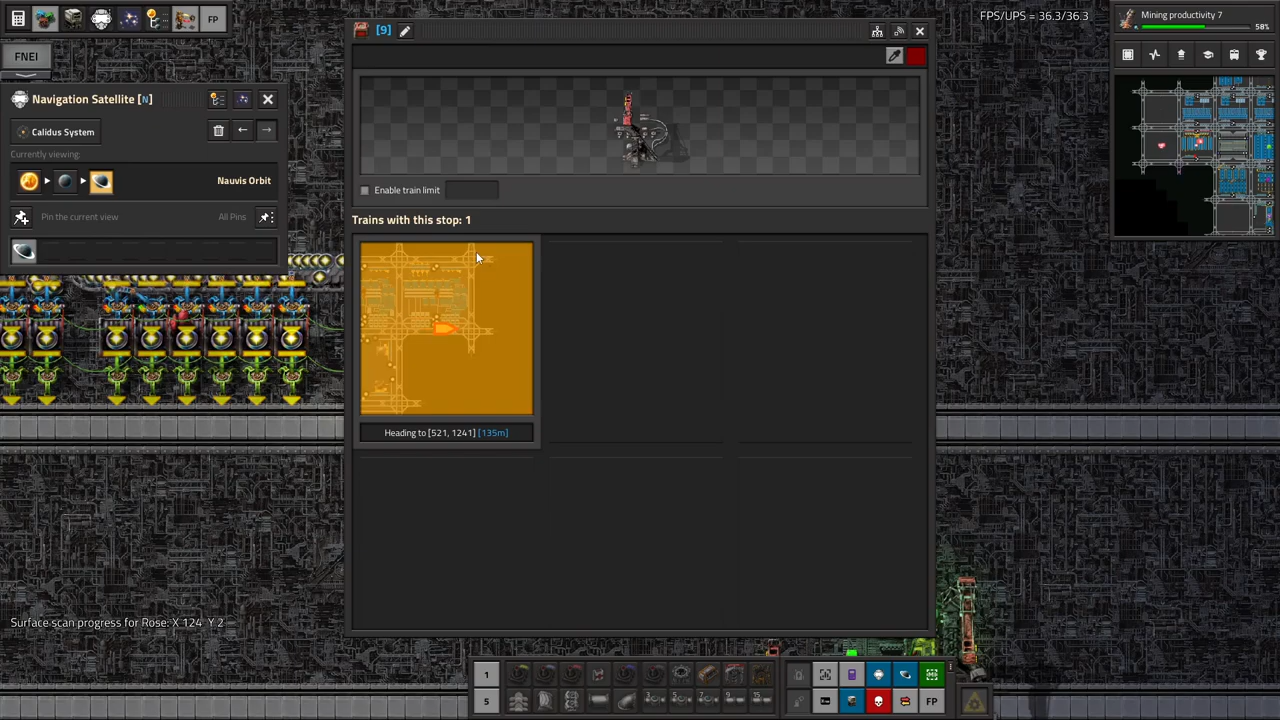 FP
[9]
FPS/UPS = 36.3/36.3
Mining productivity 7
58%
FNEI
Navigation Satellite [N]
Calidus System
Currently viewing:
Nauvis Orbit
Pin the current view
All Pins
Enable train limit
Trains with this stop: 1
Heading to [521, 1241] [135m]
Surface scan progress for Rose: X 124 Y 2
1
5
FP